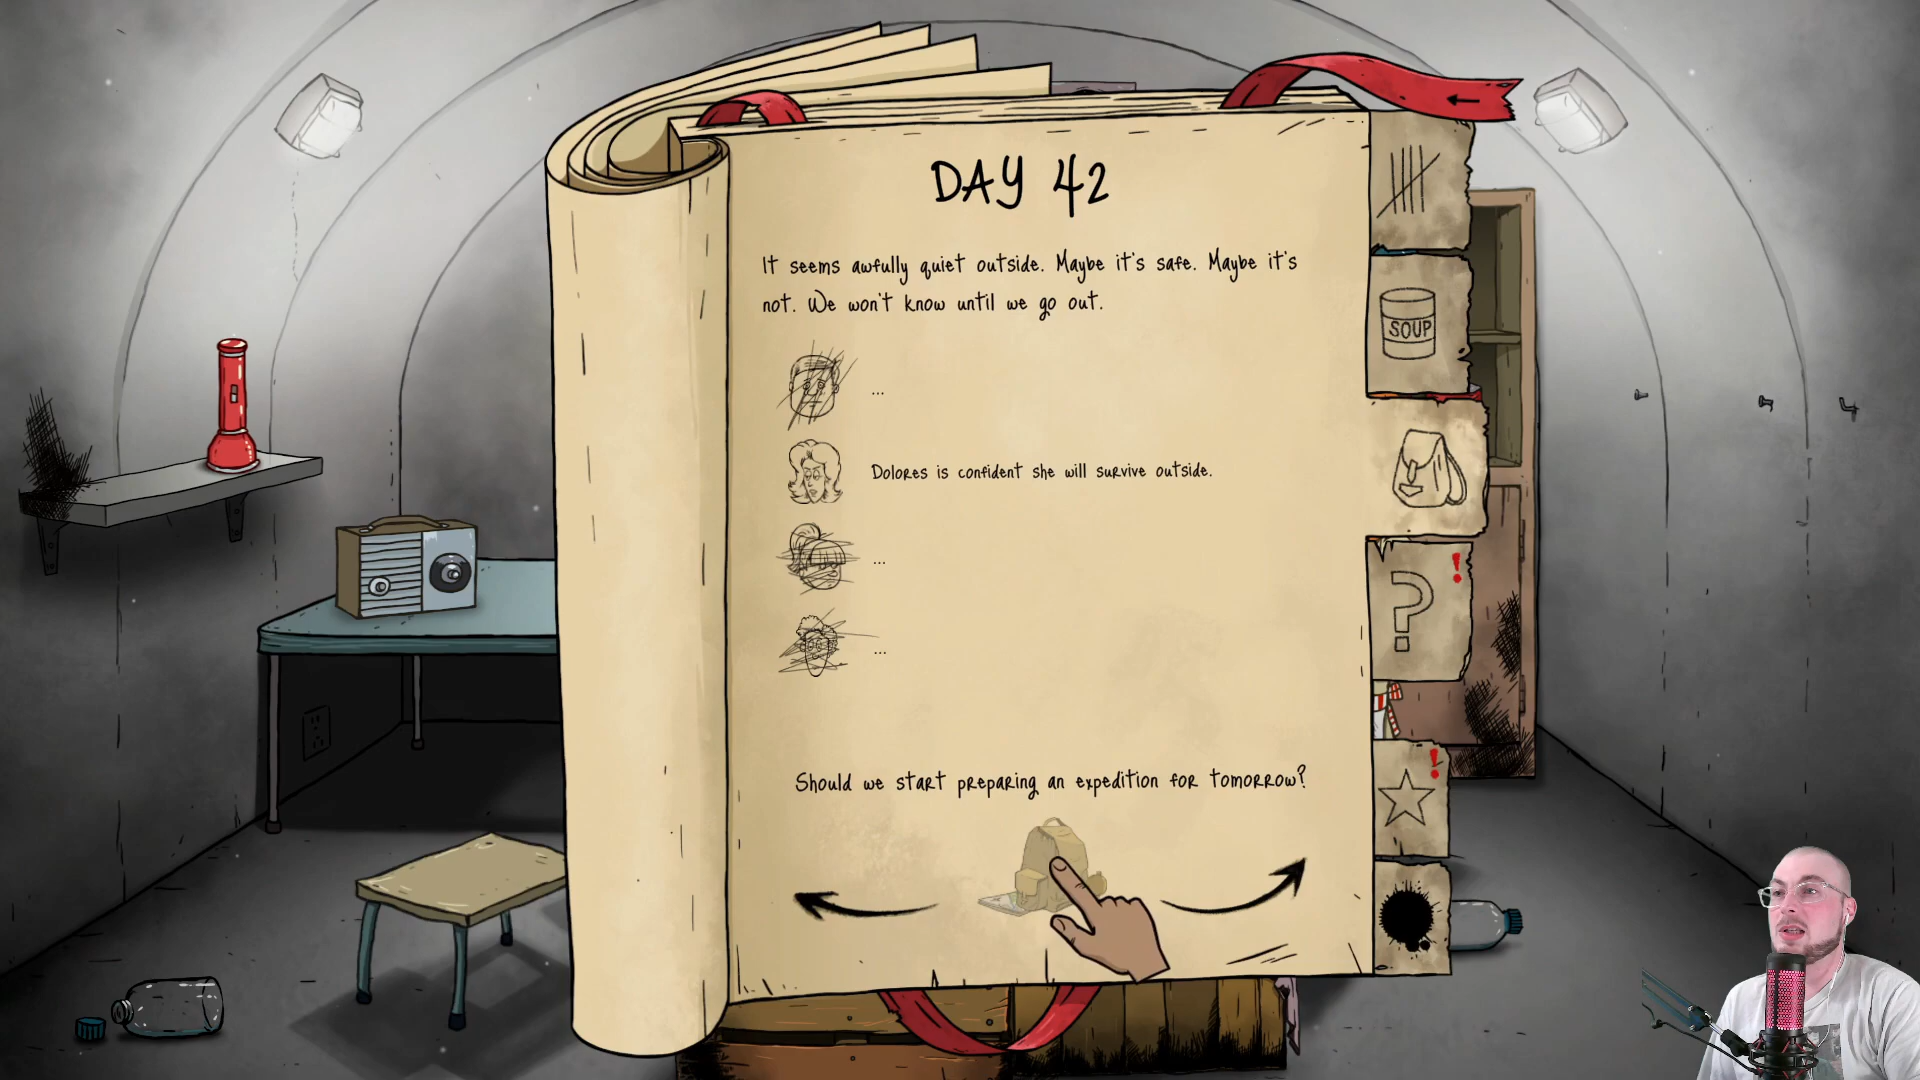 DAY 42
It seems awfully quiet outside. Maybe it's safe. Maybe it's
not. We won't know until we go out.
...
Dolores is confident she will survive outside.
...
...
Should we start preparing an expedition for tomorrow?
SOUP
?
!
!